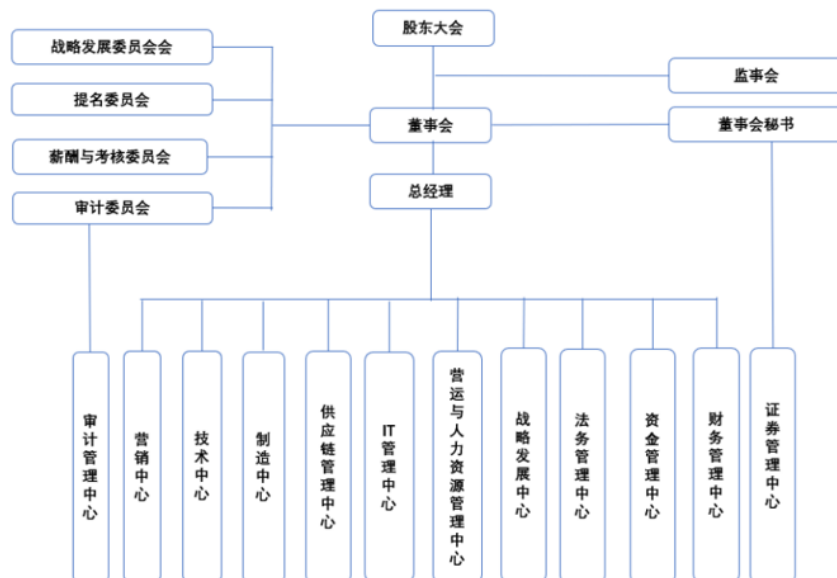 股东大会
战略发展委员会会
监事会
提名委员会
董事会
董事会秘书
薪酬与考核委员会
总经理
审计委员会
审计管理中心
营销中心
技术中心
制造中心
供应链管理中心
IT管理中心
营运与人力资源管理中心
战略发展中心
法务管理中心
资金管理中心
财务管理中心
证券管理中心